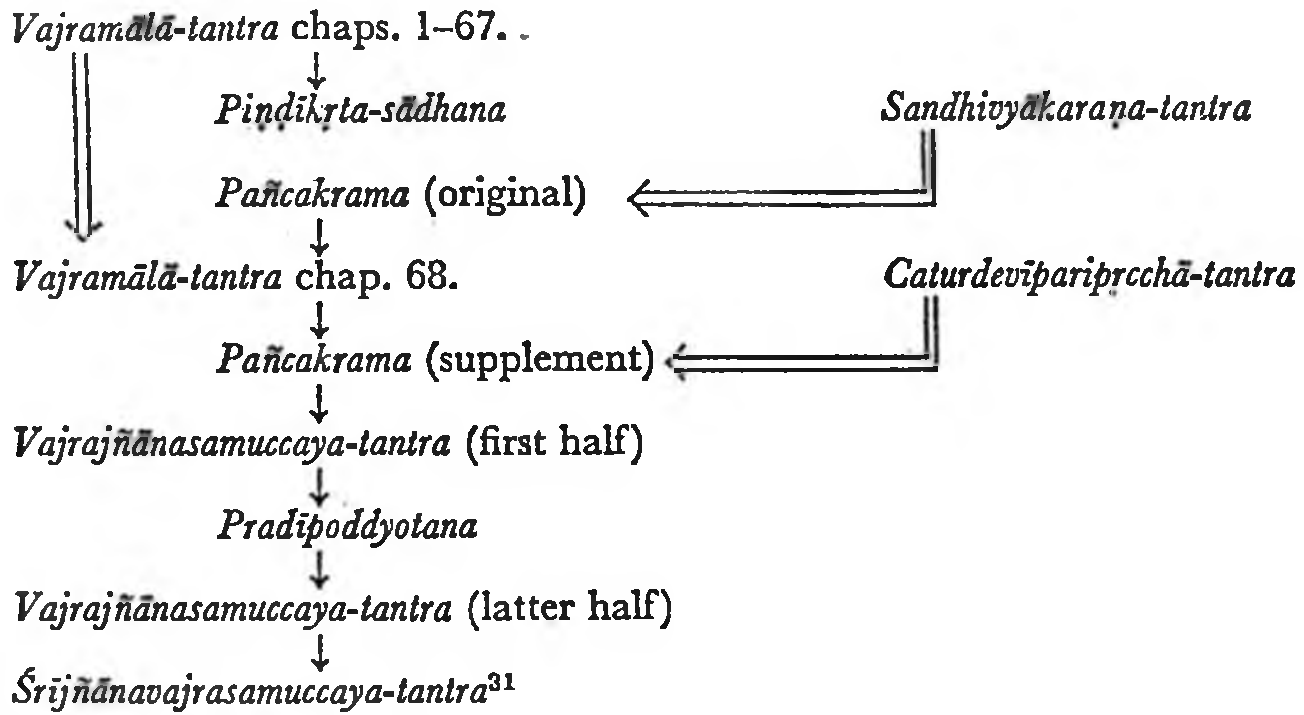 Vajramālā-tantra chaps. 1–67.
Piṇḍīkṛta-sādhana
Sandhivyākaraṇa-tantra
Pañcakrama (original)
Vajramālā-tantra chap. 68.
Caturdevīparipṛcchā-tantra
Pañcakrama (supplement)
Vajrajñānasamuccaya-tantra (first half)
Pradīpoddyotana
Vajrajñānasamuccaya-tantra (latter half)
Śrījñānavajrasamuccaya-tantra³¹